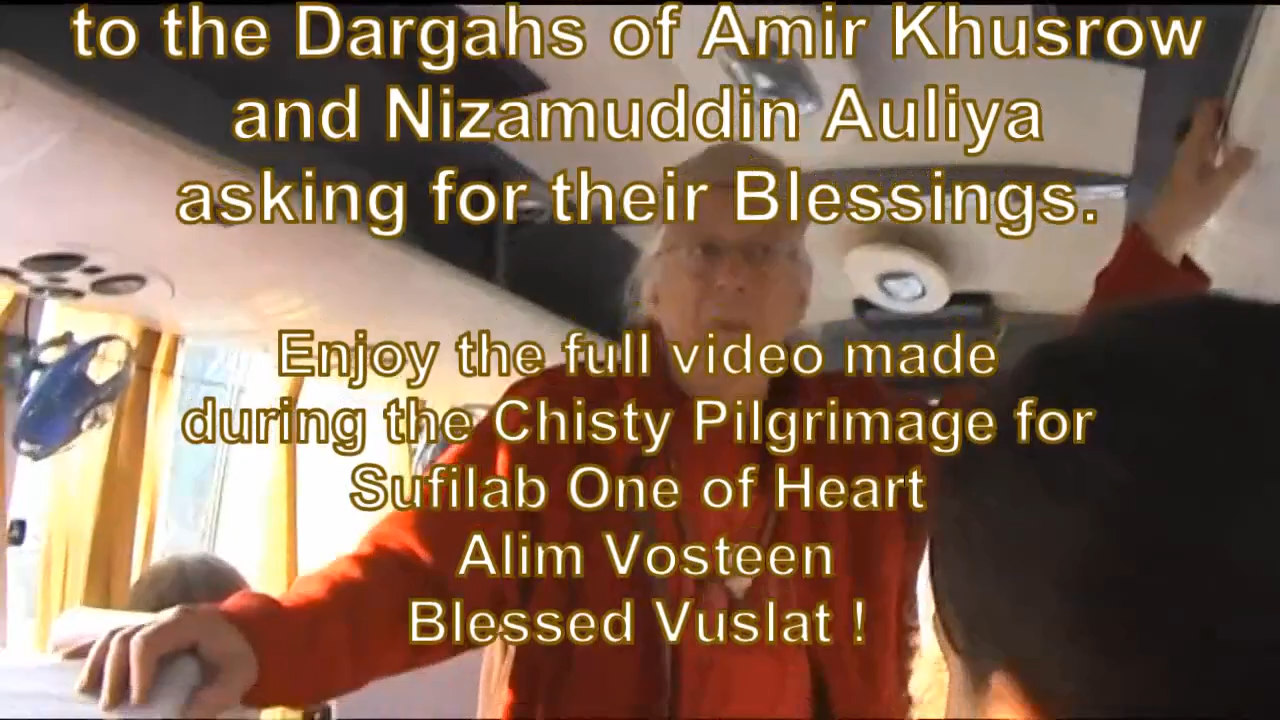 to the Dargahs of Amir Khusrow
and Nizamuddin Auliya
asking for their Blessings.
Enjoy the full video made
during the Chisty Pilgrimage for
Sufilab One of Heart
Alim Vosteen
Blessed Vuslat !